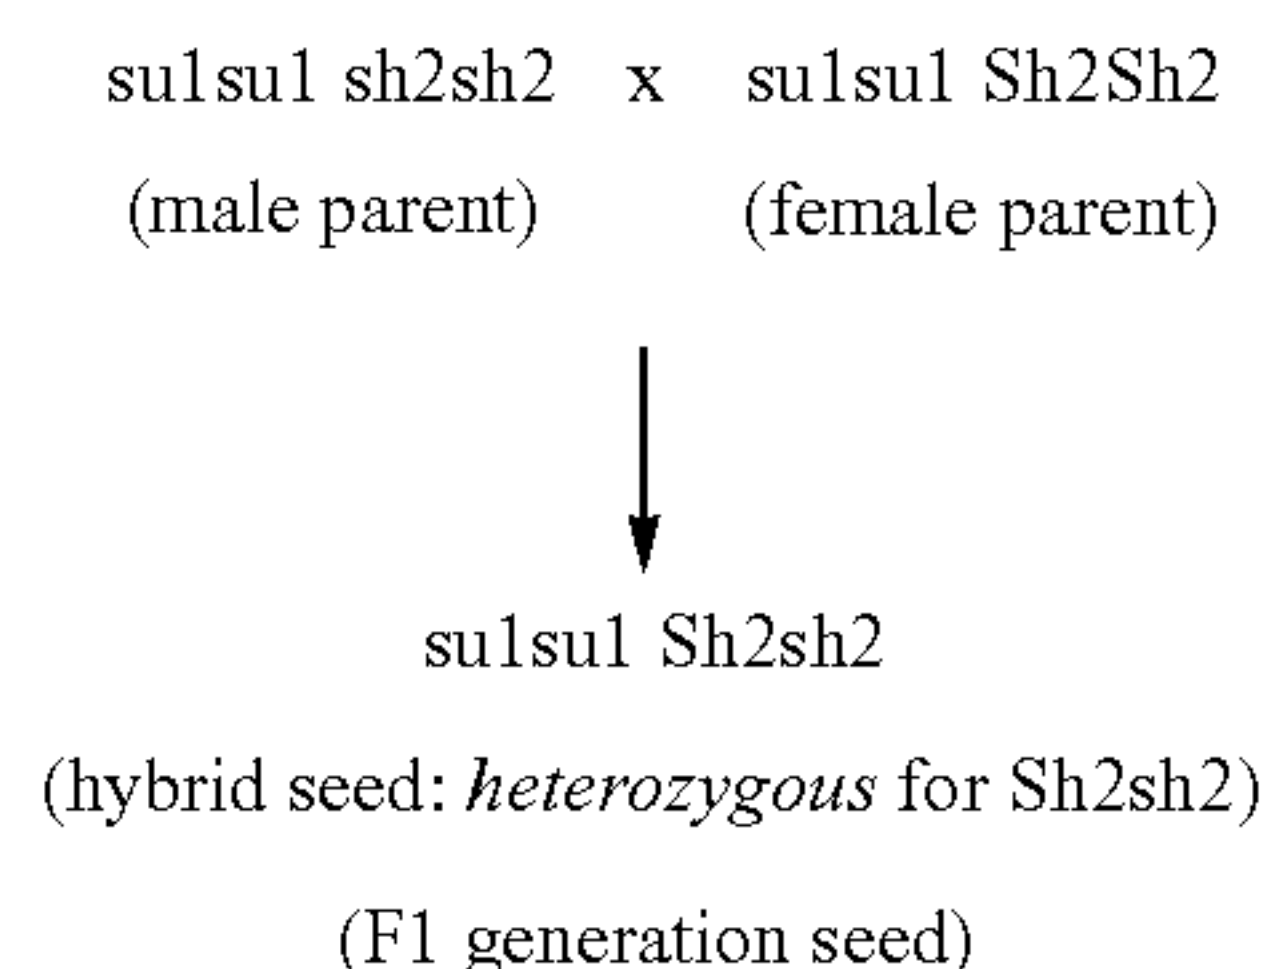 su1su1 sh2sh2 x su1su1 Sh2Sh2
(male parent) (female parent)
su1su1 Sh2sh2
(hybrid seed: heterozygous for Sh2sh2)
(F1 generation seed)